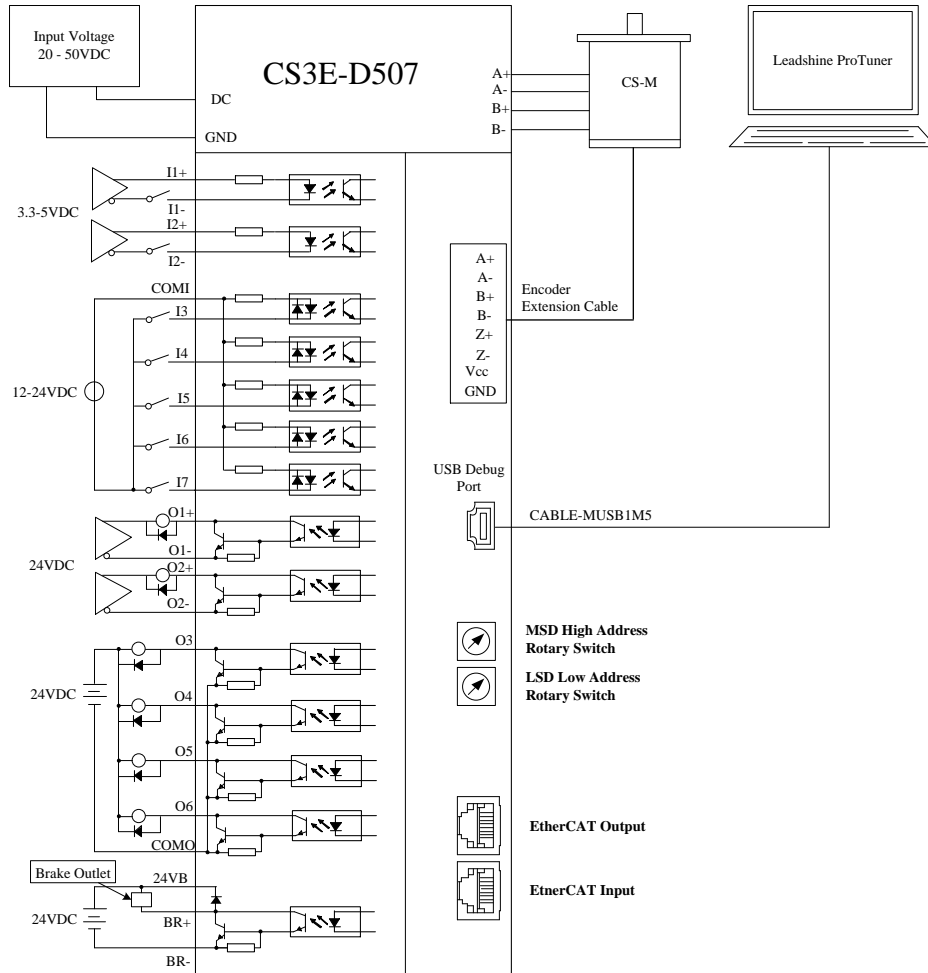 Input Voltage
20 - 50VDC
CS3E-D507
DC
GND
A+
A-
B+
B-
CS-M
Leadshine ProTuner
3.3-5VDC
I1+
I1-
I2+
I2-
COMI
I3
I4
12-24VDC
I5
I6
I7
A+
A-
B+
B-
Z+
Z-
Vcc
GND
Encoder
Extension Cable
USB Debug
Port
CABLE-MUSB1M5
O1+
O1-
24VDC
O2+
O2-
O3
24VDC
O4
O5
O6
COMO
MSD High Address
Rotary Switch
LSD Low Address
Rotary Switch
EtherCAT Output
EtnerCAT Input
Brake Outlet
24VB
24VDC
BR+
BR-